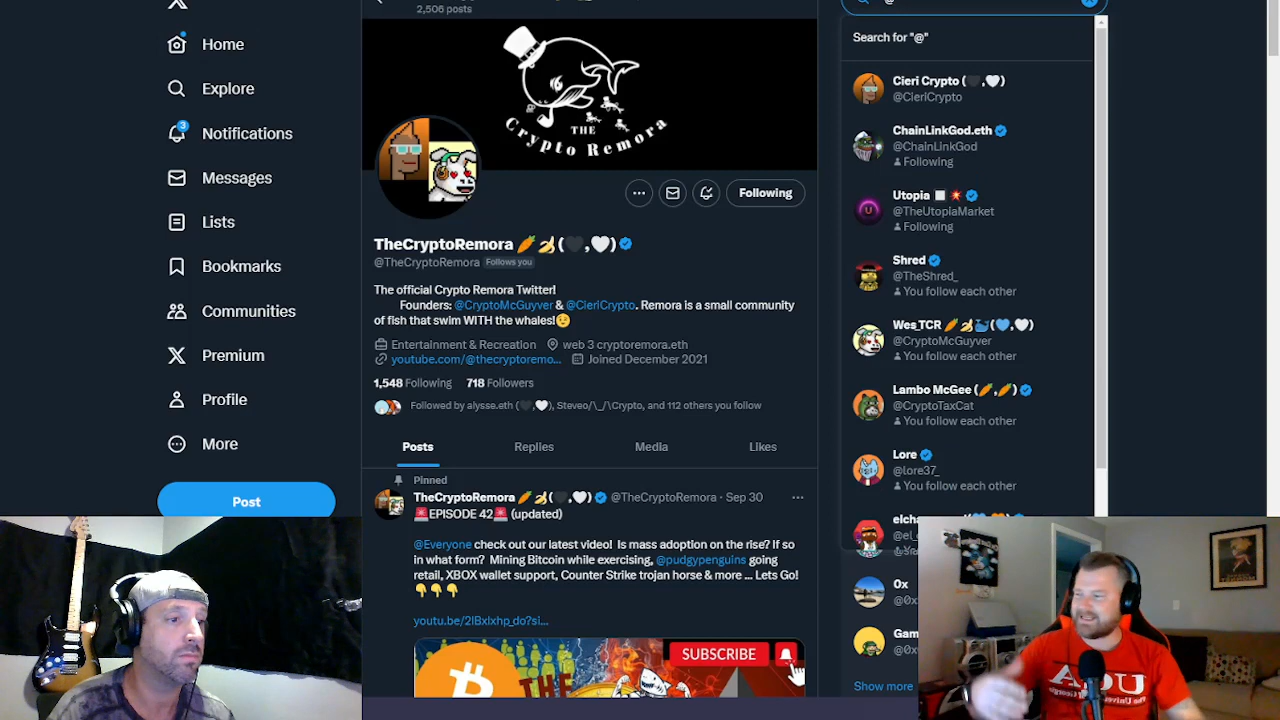 2,506 posts
Home
Explore
3
Notifications
Messages
Lists
Bookmarks
Communities
Premium
Profile
More
Post
THE
Crypto Remora
Following
TheCryptoRemora 🥕🍌(🖤,🤍)
@TheCryptoRemora Follows you
The official Crypto Remora Twitter!
Founders: @CryptoMcGuyver & @CieriCrypto. Remora is a small community
of fish that swim WITH the whales!😉
Entertainment & Recreation web 3 cryptoremora.eth
youtube.com/@thecryptoremo... Joined December 2021
1,548 Following 718 Followers
Followed by alysse.eth (🖤,🤍), Steveo/\_/\Crypto, and 112 others you follow
Posts Replies Media Likes
Pinned
TheCryptoRemora 🥕🍌(🖤,🤍) @TheCryptoRemora · Sep 30
🚨EPISODE 42🚨 (updated)
@Everyone check out our latest video! Is mass adoption on the rise? If so
in what form? Mining Bitcoin while exercising, @pudgypenguins going
retail, XBOX wallet support, Counter Strike trojan horse & more ... Lets Go!
👇👇👇
youtu.be/2IBxlxhp_do?si...
SUBSCRIBE
THE
@
Search for "@"
Cieri Crypto (🖤,🤍)
@CieriCrypto
ChainLinkGod.eth
@ChainLinkGod
Following
Utopia ◻️💥
@TheUtopiaMarket
Following
Shred
@TheShred_
You follow each other
Wes_TCR 🥕🍌🐳(💙,🤍)
@CryptoMcGuyver
You follow each other
Lambo McGee (🥕,🥕)
@CryptoTaxCat
You follow each other
Lore
@lore37_
You follow each other
0x
Gam
Show more